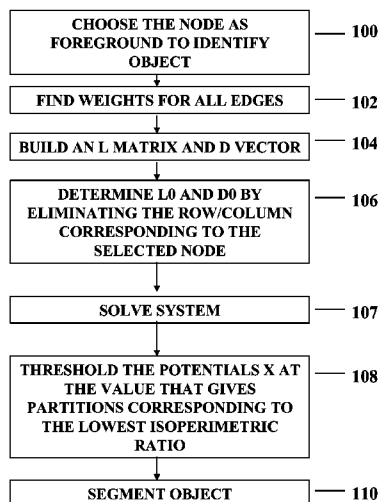 CHOOSE THE NODE AS
FOREGROUND TO IDENTIFY
OBJECT
100
FIND WEIGHTS FOR ALL EDGES
102
BUILD AN L MATRIX AND D VECTOR
104
DETERMINE L0 AND D0 BY
ELIMINATING THE ROW/COLUMN
CORRESPONDING TO THE
SELECTED NODE
106
SOLVE SYSTEM
107
THRESHOLD THE POTENTIALS X AT
THE VALUE THAT GIVES
PARTITIONS CORRESPONDING TO
THE LOWEST ISOPERIMETRIC
RATIO
108
SEGMENT OBJECT
110